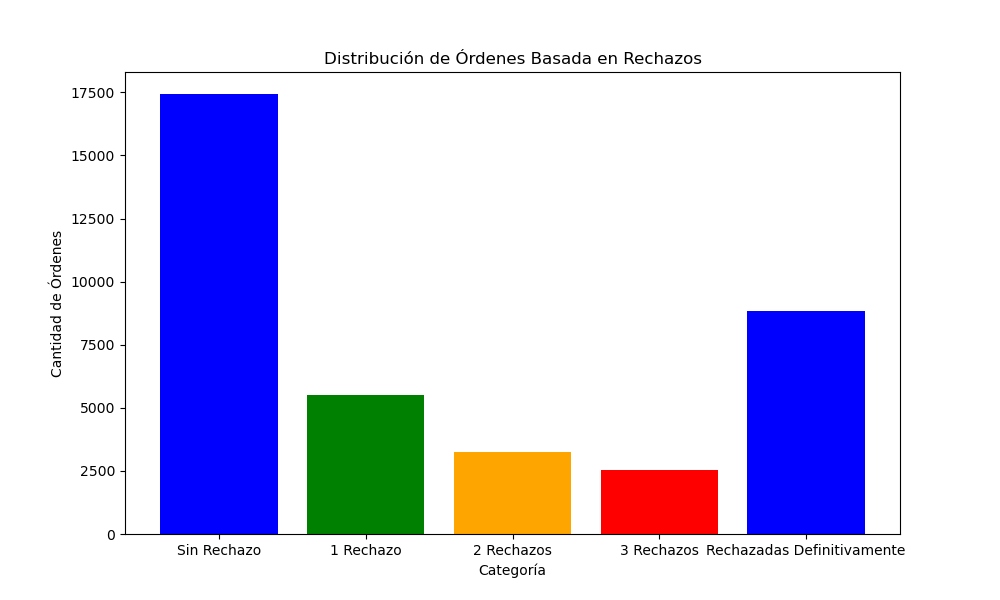 Distribución de Órdenes Basada en Rechazos
Cantidad de Órdenes
17500
15000
12500
10000
7500
5000
2500
0
Sin Rechazo
1 Rechazo
2 Rechazos
3 Rechazos
Rechazadas Definitivamente
Categoría